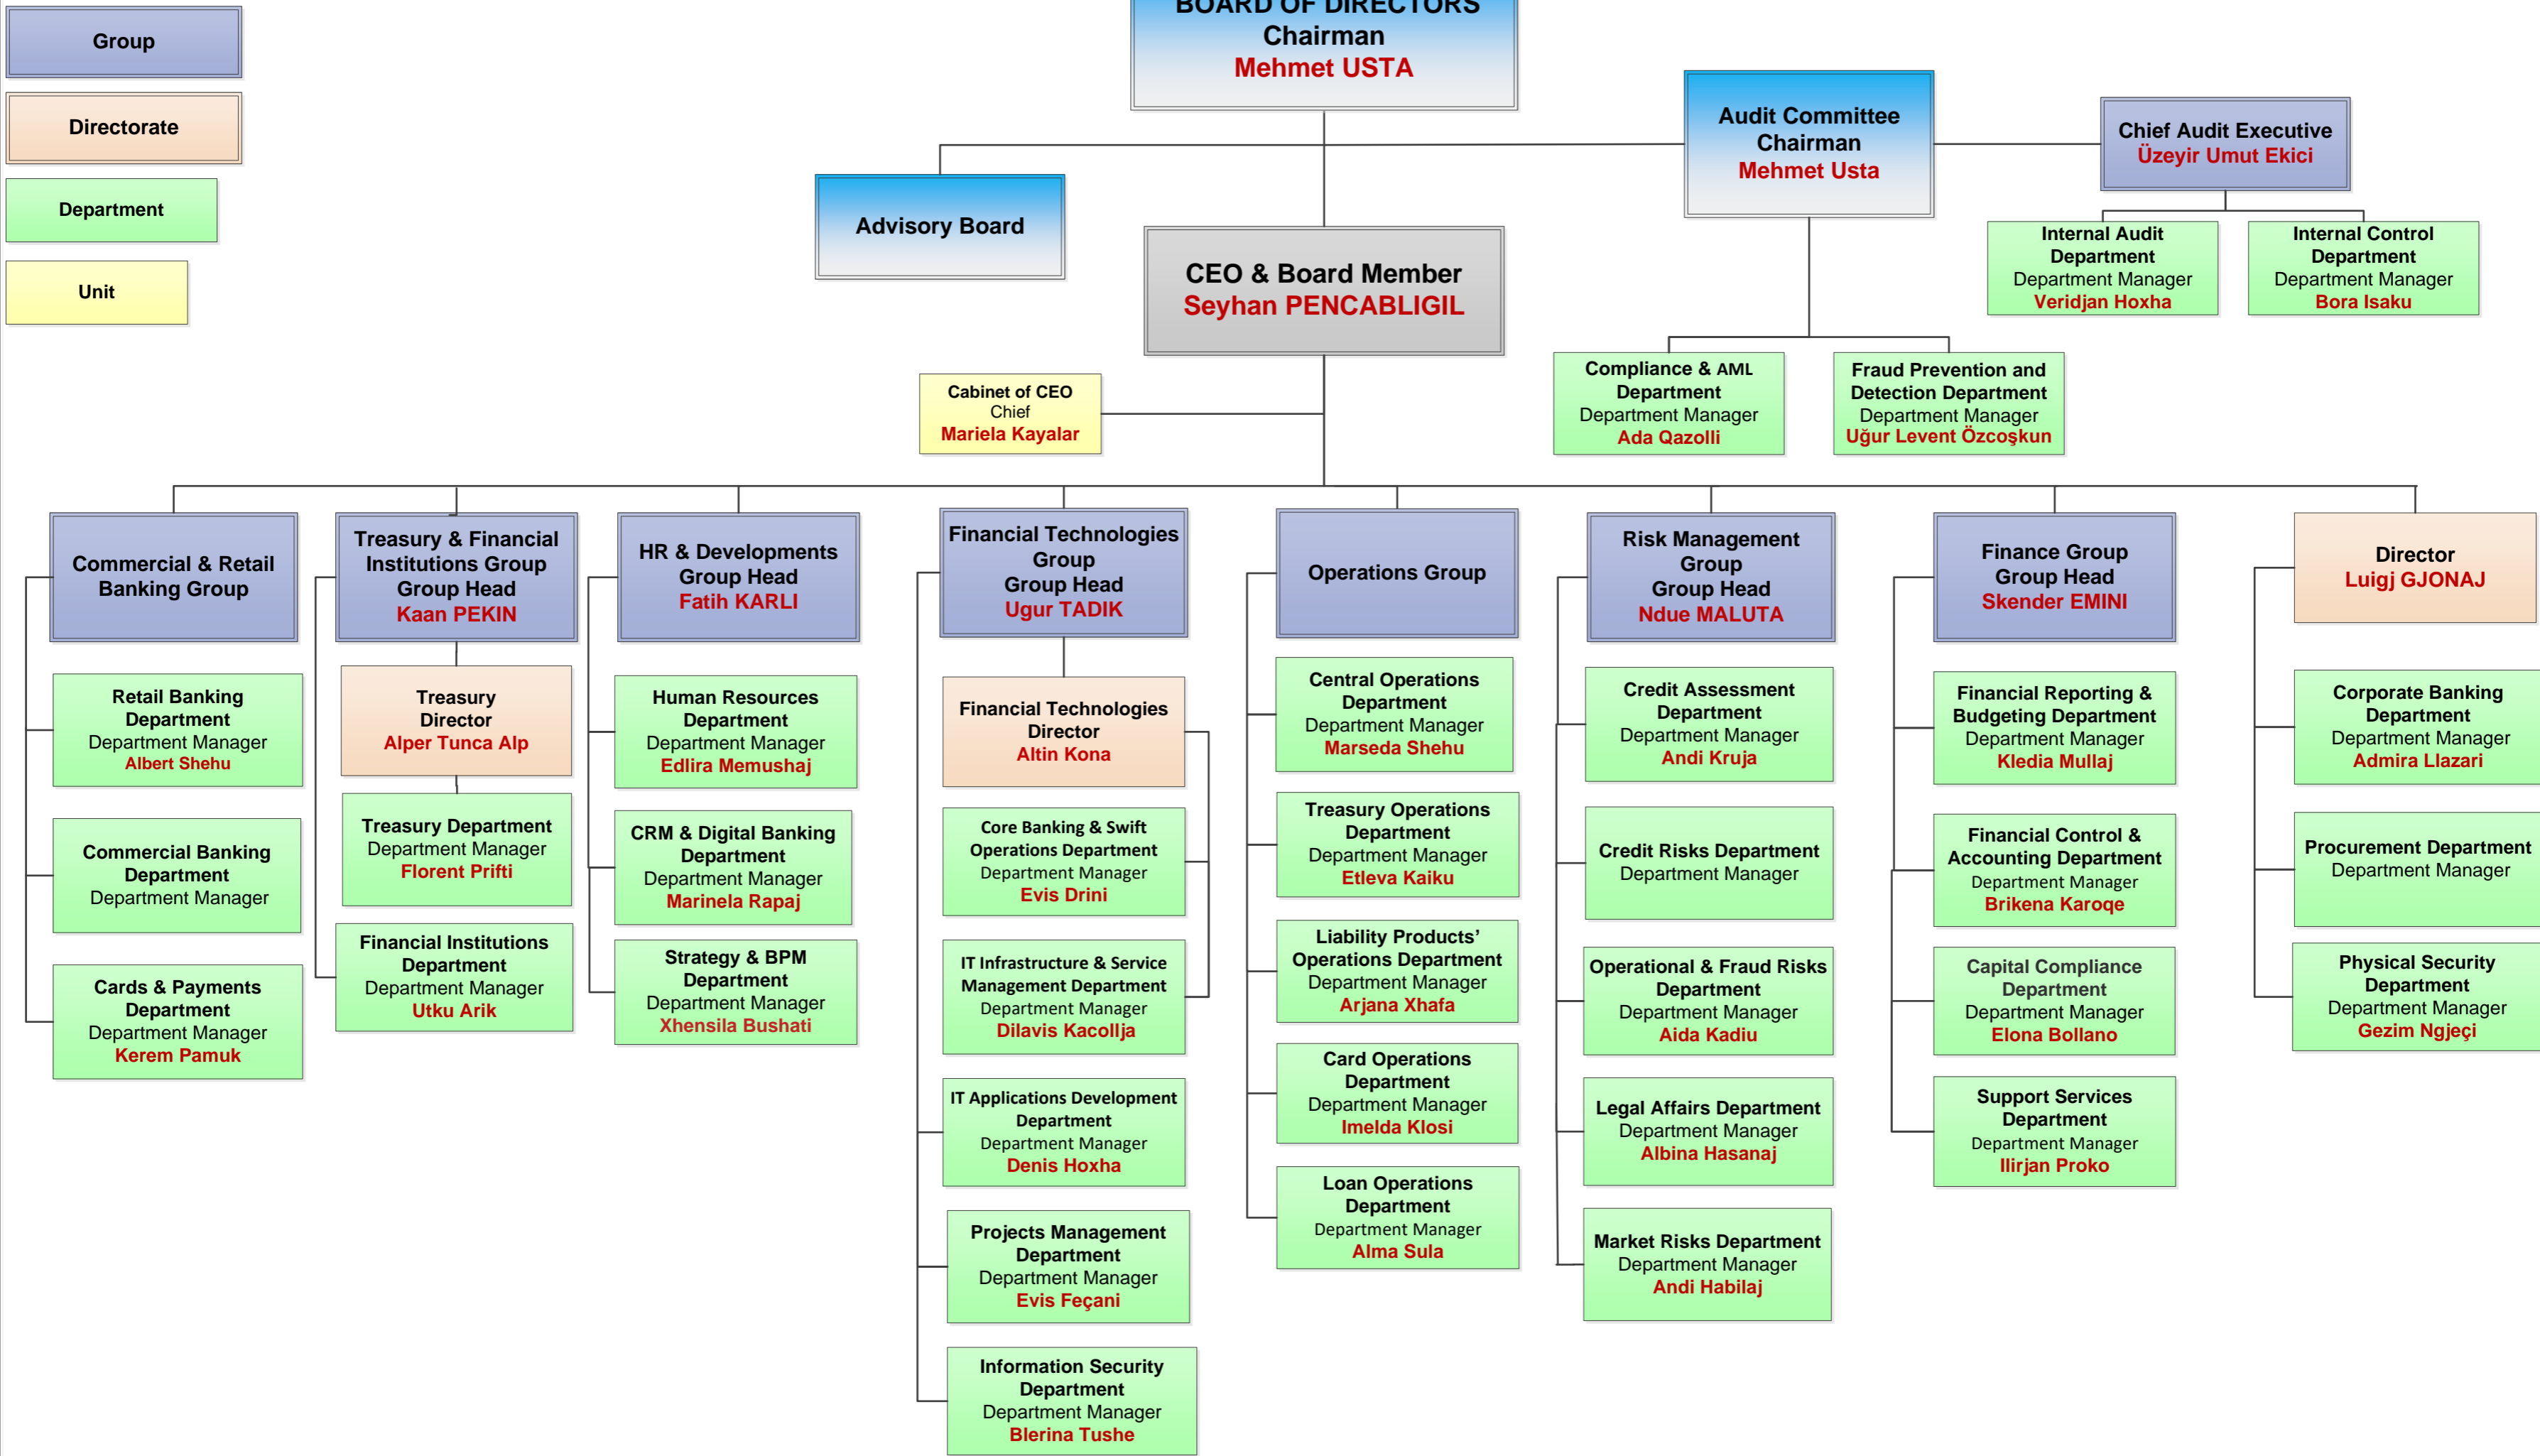 Group
Directorate
Department
Unit
BOARD OF DIRECTORS
Chairman
Mehmet USTA
Audit Committee
Chairman
Mehmet Usta
Chief Audit Executive
Üzeyir Umut Ekici
Advisory Board
Internal Audit
Department
Department Manager
Veridjan Hoxha
Internal Control
Department
Department Manager
Bora Isaku
CEO & Board Member
Seyhan PENCABLIGIL
Cabinet of CEO
Chief
Mariela Kayalar
Compliance & AML
Department
Department Manager
Ada Qazolli
Fraud Prevention and
Detection Department
Department Manager
Uğur Levent Özcoşkun
Commercial & Retail
Banking Group
Retail Banking
Department
Department Manager
Albert Shehu
Commercial Banking
Department
Department Manager
Cards & Payments
Department
Department Manager
Kerem Pamuk
Treasury & Financial
Institutions Group
Group Head
Kaan PEKIN
Treasury
Director
Alper Tunca Alp
Treasury Department
Department Manager
Florent Prifti
Financial Institutions
Department
Department Manager
Utku Arik
HR & Developments
Group Head
Fatih KARLI
Human Resources
Department
Department Manager
Edlira Memushaj
CRM & Digital Banking
Department
Department Manager
Marinela Rapaj
Strategy & BPM
Department
Department Manager
Xhensila Bushati
Financial Technologies
Group
Group Head
Ugur TADIK
Financial Technologies
Director
Altin Kona
Core Banking & Swift
Operations Department
Department Manager
Evis Drini
IT Infrastructure & Service
Management Department
Department Manager
Dilavis Kacollja
IT Applications Development
Department
Department Manager
Denis Hoxha
Projects Management
Department
Department Manager
Evis Feçani
Information Security
Department
Department Manager
Blerina Tushe
Operations Group
Central Operations
Department
Department Manager
Marseda Shehu
Treasury Operations
Department
Department Manager
Etleva Kaiku
Liability Products’
Operations Department
Department Manager
Arjana Xhafa
Card Operations
Department
Department Manager
Imelda Klosi
Loan Operations
Department
Department Manager
Alma Sula
Risk Management
Group
Group Head
Ndue MALUTA
Credit Assessment
Department
Department Manager
Andi Kruja
Credit Risks Department
Department Manager
Operational & Fraud Risks
Department
Department Manager
Aida Kadiu
Legal Affairs Department
Department Manager
Albina Hasanaj
Market Risks Department
Department Manager
Andi Habilaj
Finance Group
Group Head
Skender EMINI
Financial Reporting &
Budgeting Department
Department Manager
Kledia Mullaj
Financial Control &
Accounting Department
Department Manager
Brikena Karoqe
Capital Compliance
Department
Department Manager
Elona Bollano
Support Services
Department
Department Manager
Ilirjan Proko
Director
Luigj GJONAJ
Corporate Banking
Department
Department Manager
Admira Llazari
Procurement Department
Department Manager
Physical Security
Department
Department Manager
Gezim Ngjeçi